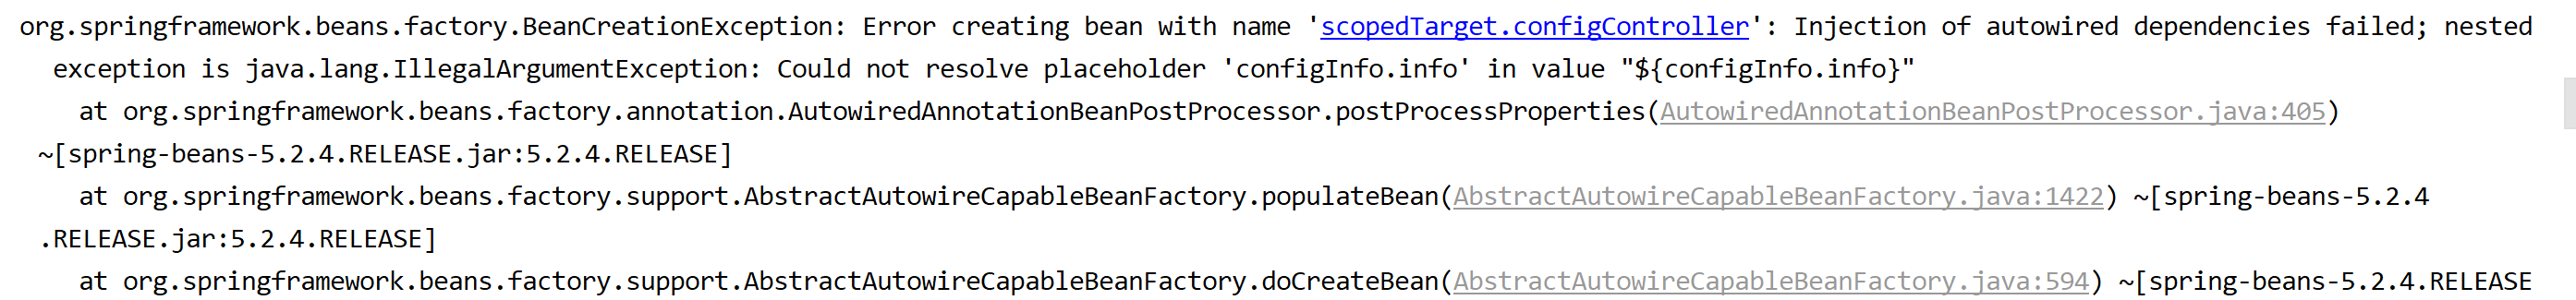 org.springframework.beans.factory.BeanCreationException: Error creating bean with name 'scopedTarget.configController': Injection of autowired dependencies failed; nested
exception is java.lang.IllegalArgumentException: Could not resolve placeholder 'configInfo.info' in value "${configInfo.info}"
at org.springframework.beans.factory.annotation.AutowiredAnnotationBeanPostProcessor.postProcessProperties(AutowiredAnnotationBeanPostProcessor.java:405)
~[spring-beans-5.2.4.RELEASE.jar:5.2.4.RELEASE]
at org.springframework.beans.factory.support.AbstractAutowireCapableBeanFactory.populateBean(AbstractAutowireCapableBeanFactory.java:1422) ~[spring-beans-5.2.4
.RELEASE.jar:5.2.4.RELEASE]
at org.springframework.beans.factory.support.AbstractAutowireCapableBeanFactory.doCreateBean(AbstractAutowireCapableBeanFactory.java:594) ~[spring-beans-5.2.4.RELEASE